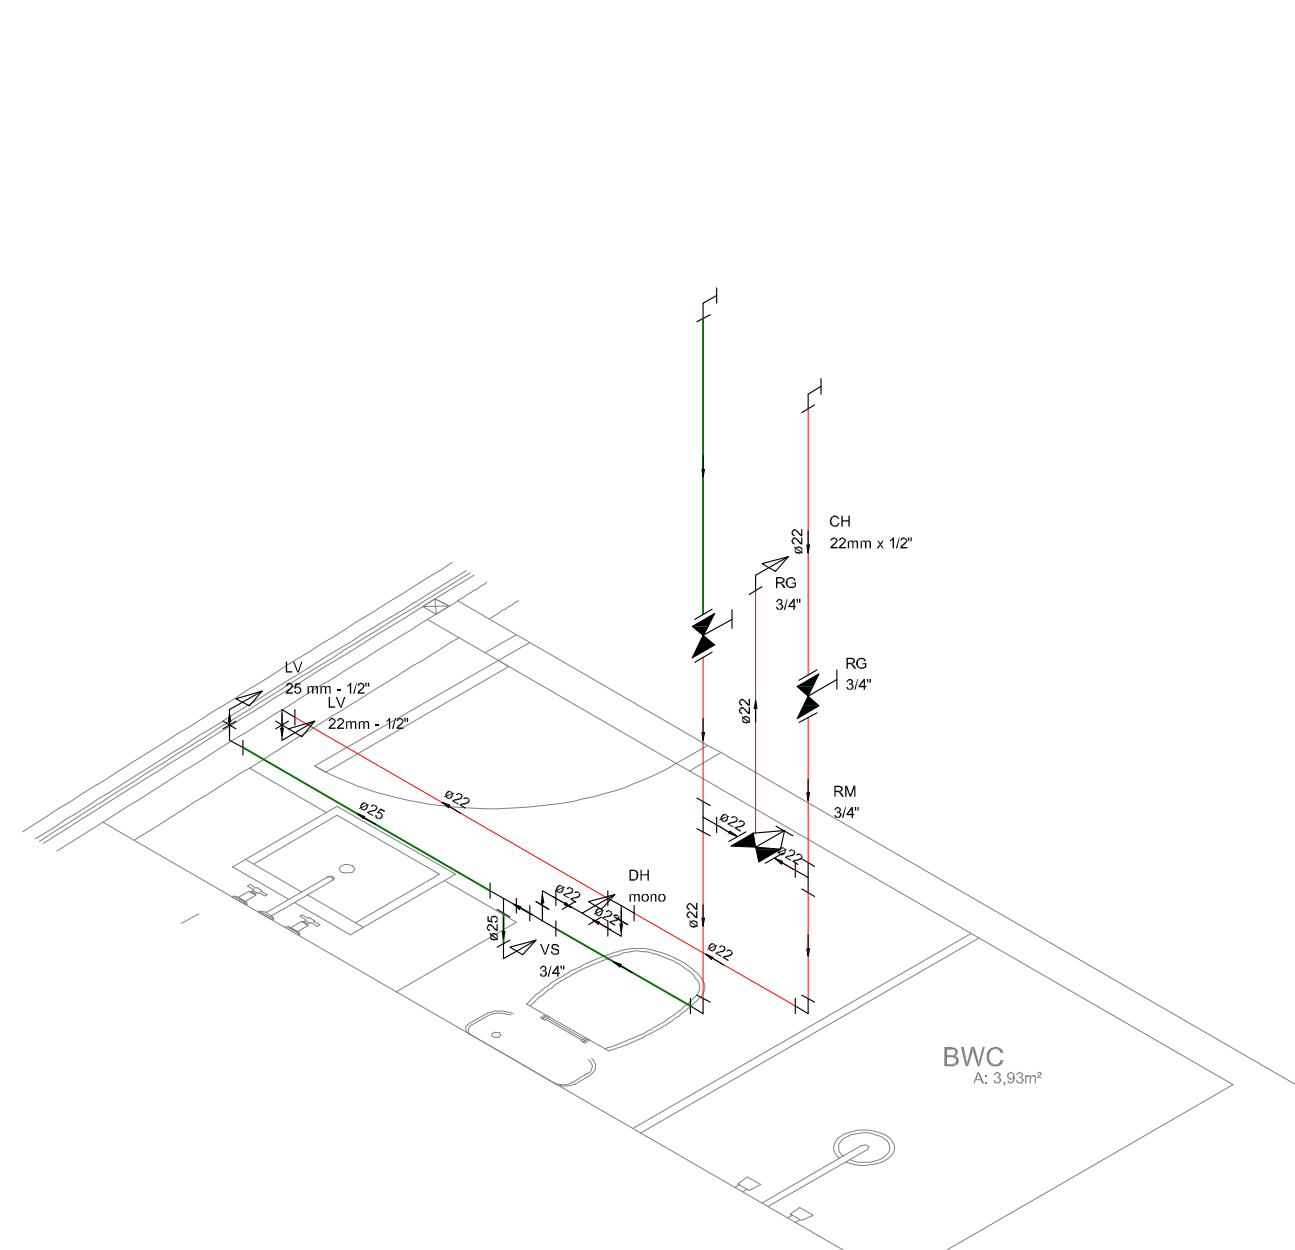 CH
ø22
22mm x 1/2"
RG
3/4"
RG
3/4"
LV
25 mm - 1/2"
LV
22mm - 1/2"
ø22
RM
3/4"
ø22
ø25
ø22
ø22
DH
mono
ø22
ø22
ø22
ø25
VS
3/4"
ø22
BWC
A: 3,93m²